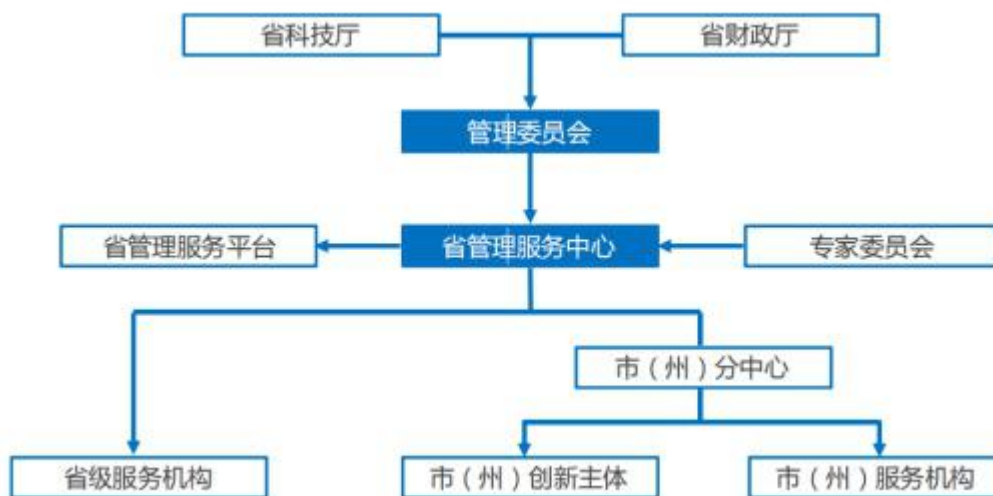 省科技厅
省财政厅
管理委员会
省管理服务平台
省管理服务中心
专家委员会
市（州）分中心
省级服务机构
市（州）创新主体
市（州）服务机构